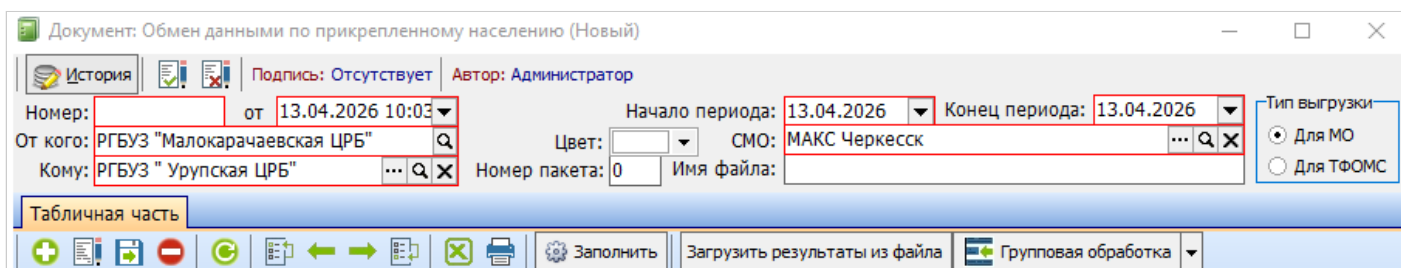 Документ: Обмен данными по прикрепленному населению (Новый)
История Подпись: Отсутствует Автор: Администратор
Номер: от 13.04.2026 10:03 Начало периода: 13.04.2026 Конец периода: 13.04.2026 Тип выгрузки
От кого: РГБУЗ "Малокарачаевская ЦРБ" Цвет: СМО: МАКС Черкесск ... Для МО
Кому: РГБУЗ " Урупская ЦРБ" ... Номер пакета: 0 Имя файла: Для ТФОМС
Табличная часть
Заполнить Загрузить результаты из файла Групповая обработка